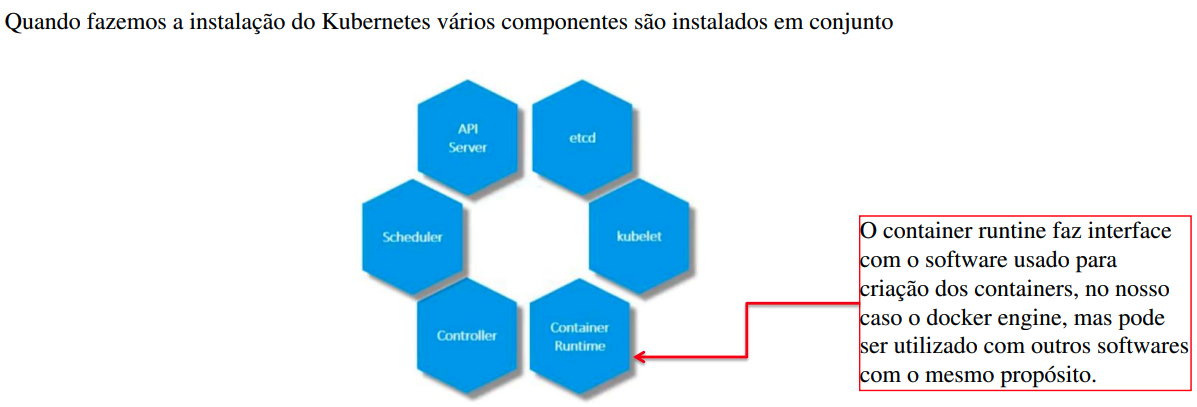 Quando fazemos a instalação do Kubernetes vários componentes são instalados em conjunto
API
Server
etcd
Scheduler
kubelet
Controller
Container
Runtime
O container runtime faz interface
com o software usado para
criação dos containers, no nosso
caso o docker engine, mas pode
ser utilizado com outros softwares
com o mesmo propósito.